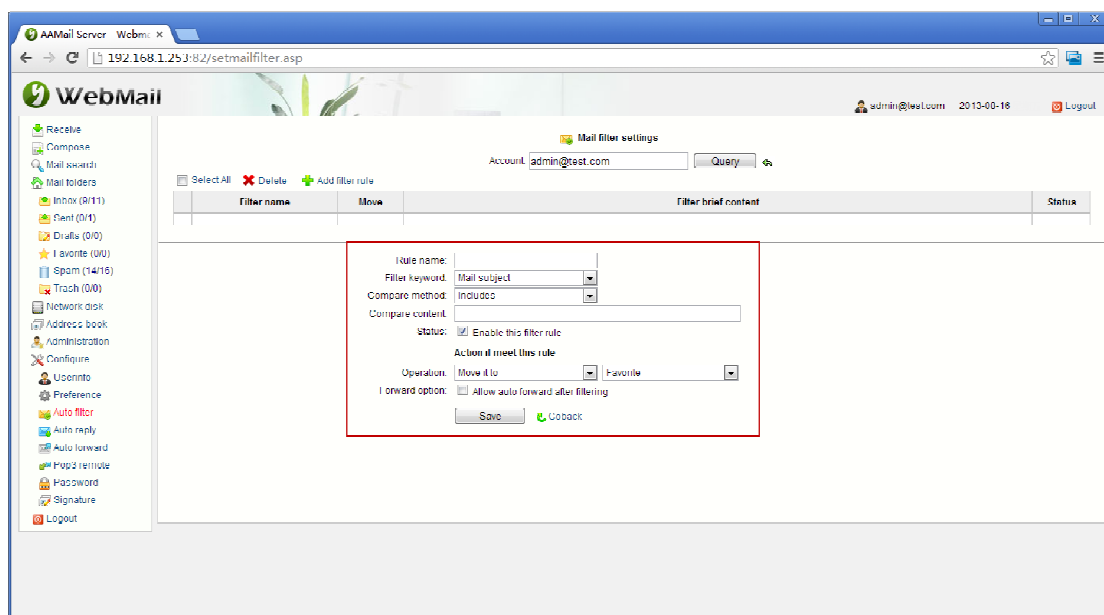 AAMail Server - Webma
192.168.1.253:82/setmailfilter.asp
WebMail
admin@test.com 2013-08-16 Logout
Receive
Compose
Mail search
Mail folders
Inbox (9/11)
Sent (0/1)
Drafts (0/0)
Favorite (0/0)
Spam (14/16)
Trash (0/0)
Network disk
Address book
Administration
Configure
Userinfo
Preference
Auto filter
Auto reply
Auto forward
Pop3 remote
Password
Signature
Logout
Mail filter settings
Account: admin@test.com Query
Select All Delete Add filter rule
Filter name Move Filter brief content Status
Rule name:
Filter keyword: Mail subject
Compare method: Includes
Compare content:
Status: Enable this filter rule
Action if meet this rule
Operation: Move it to Favorite
Forward option: Allow auto forward after filtering
Save Goback